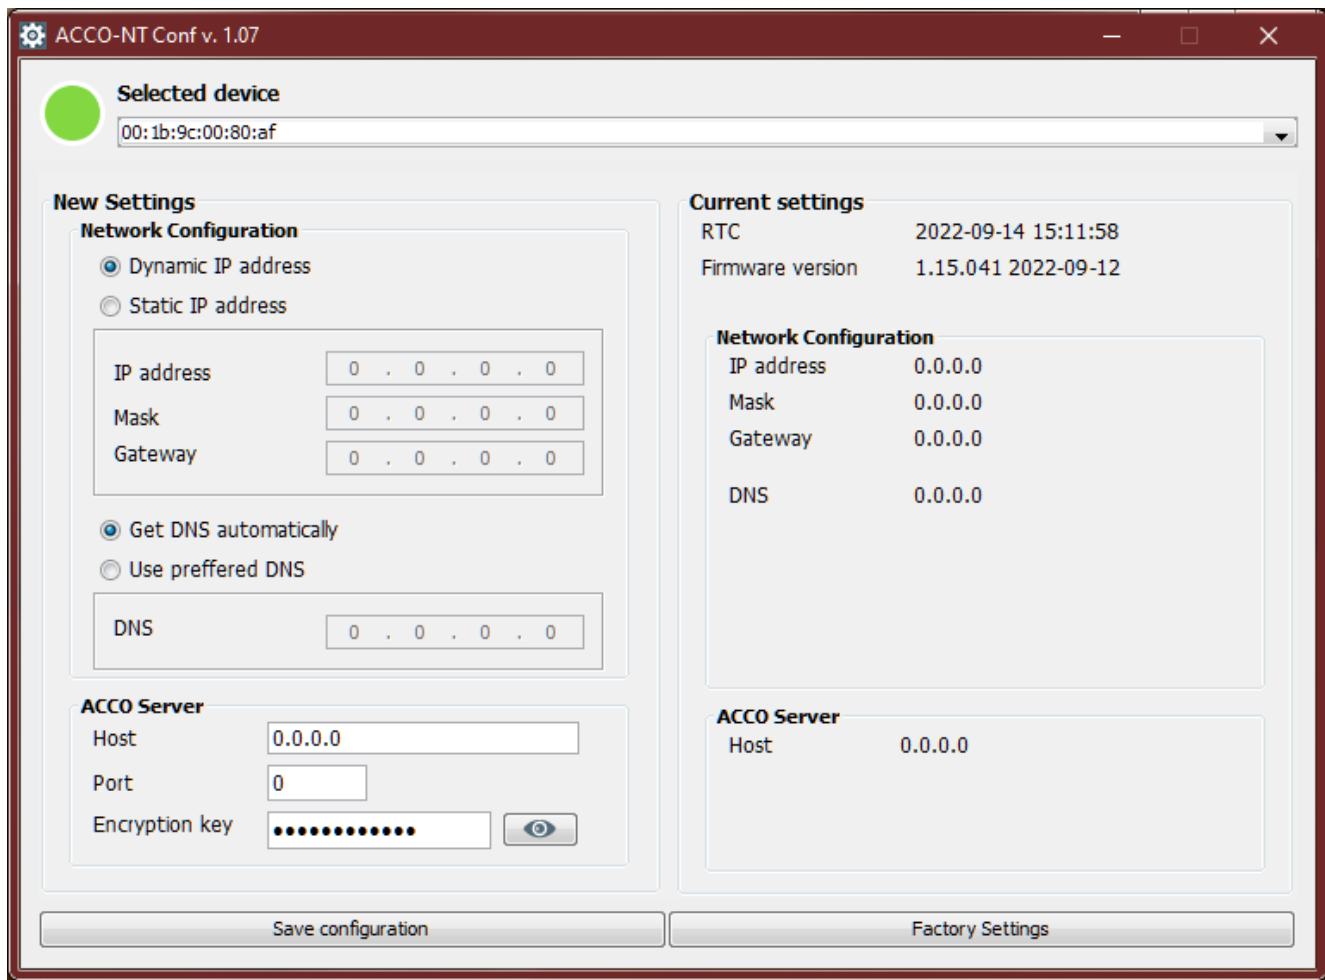 ACCO-NT Conf v. 1.07
Selected device
00:1b:9c:00:80:af
New Settings
Network Configuration
Dynamic IP address
Static IP address
IP address 0 . 0 . 0 . 0
Mask 0 . 0 . 0 . 0
Gateway 0 . 0 . 0 . 0
Get DNS automatically
Use preffered DNS
DNS 0 . 0 . 0 . 0
ACCO Server
Host 0.0.0.0
Port 0
Encryption key ●●●●●●●●●●●●
Save configuration
Current settings
RTC 2022-09-14 15:11:58
Firmware version 1.15.041 2022-09-12
Network Configuration
IP address 0.0.0.0
Mask 0.0.0.0
Gateway 0.0.0.0
DNS 0.0.0.0
ACCO Server
Host 0.0.0.0
Factory Settings